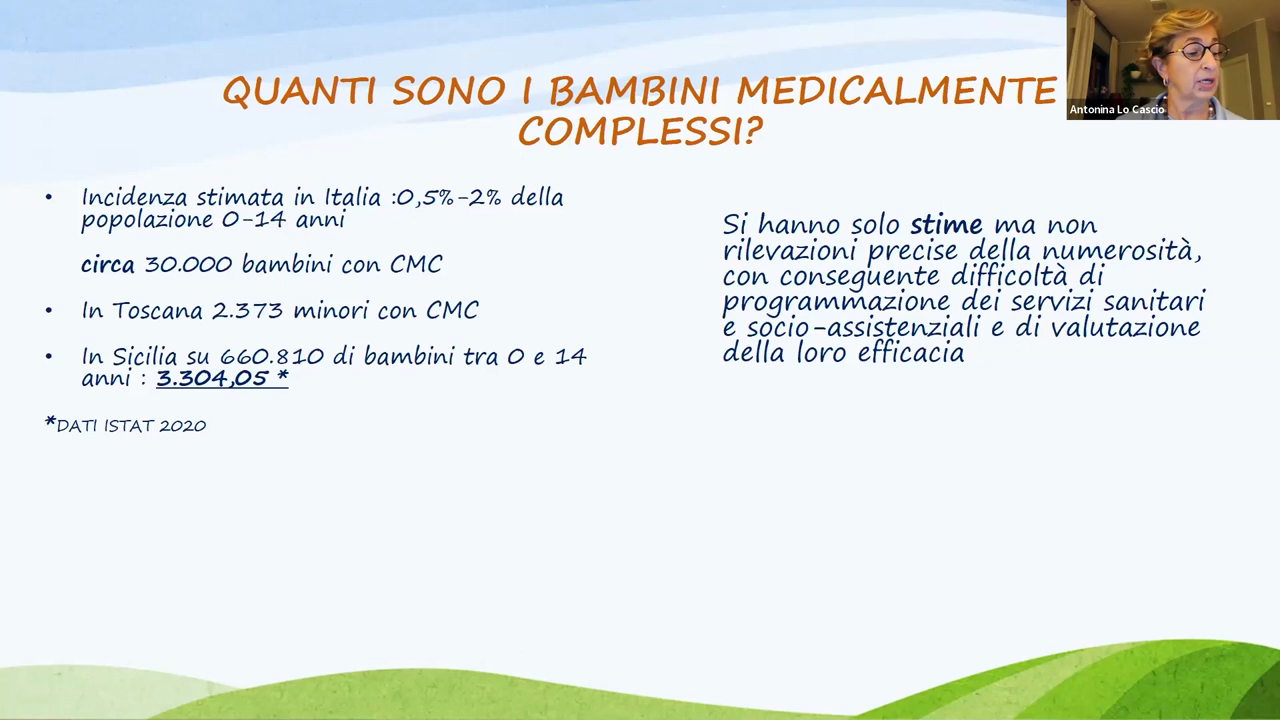 QUANTI SONO I BAMBINI MEDICALMENTE
COMPLESSI?
Antonina Lo Cascio
• Incidenza stimata in Italia :0,5%-2% della
popolazione 0-14 anni
circa 30.000 bambini con CMC
• In Toscana 2.373 minori con CMC
• In Sicilia su 660.810 di bambini tra 0 e 14
anni : 3.304,05 *
*DATI ISTAT 2020
Si hanno solo stime ma non
rilevazioni precise della numerosità,
con conseguente difficoltà di
programmazione dei servizi sanitari
e socio-assistenziali e di valutazione
della loro efficacia